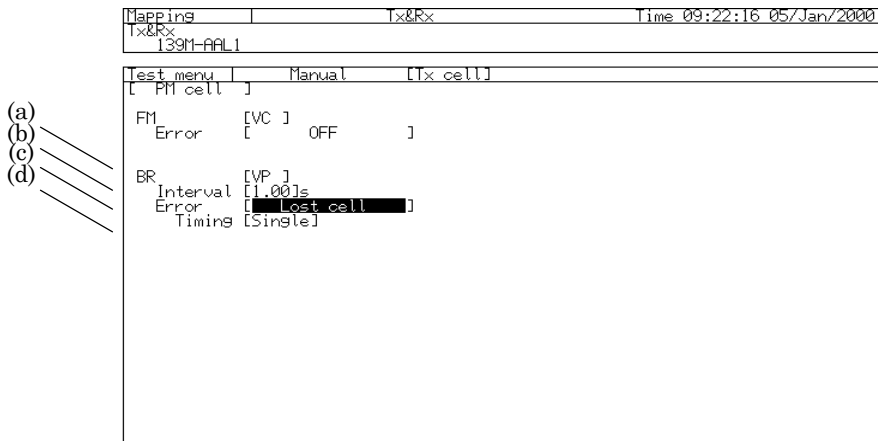 Mapping Tx&Rx Time 09:22:16 05/Jan/2000
Tx&Rx
139M-AAL1
Test menu Manual [Tx cell]
[ PM cell ]
(a)
FM [VC ]
(b)
Error [ OFF ]
(c)
(d)
BR [VP ]
Interval [1.00]s
Error [ Lost cell ]
Timing [Single]